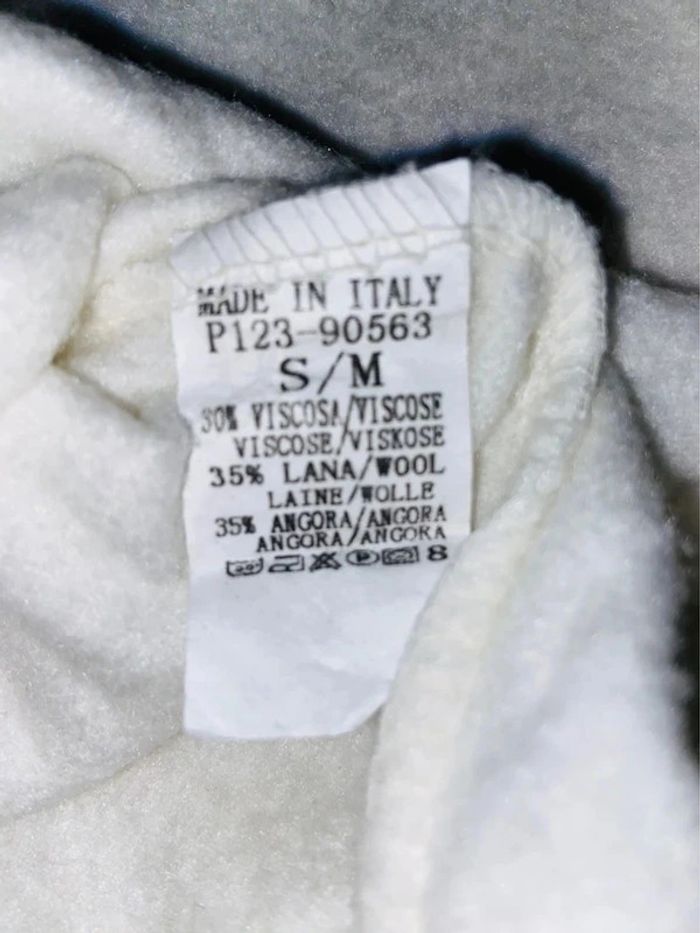 MADE IN ITALY
P123-90563
S/M
30% VISCOSA/VISCOSE
VISCOSE/VISKOSE
35% LANA/WOOL
LAINE/WOLLE
35% ANGORA/ANGORA
ANGORA/ANGORA
8